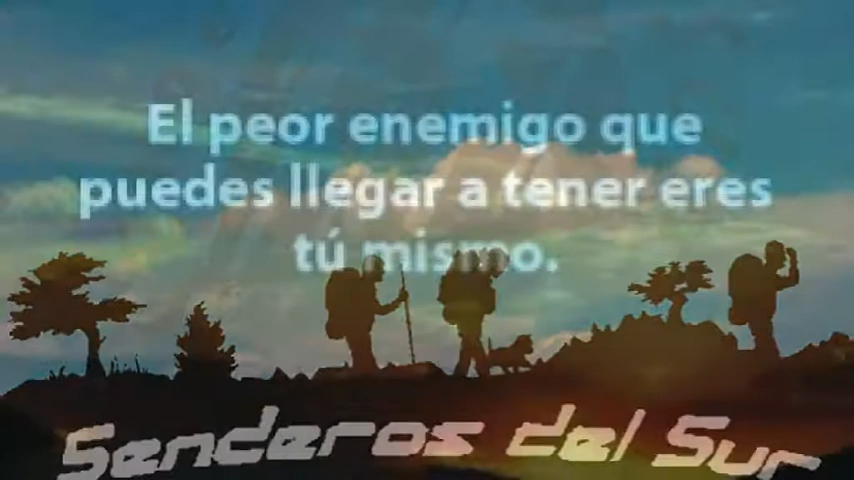 El peor enemigo que
puedes llegar a tener eres
tú mismo.
Senderos del Sur